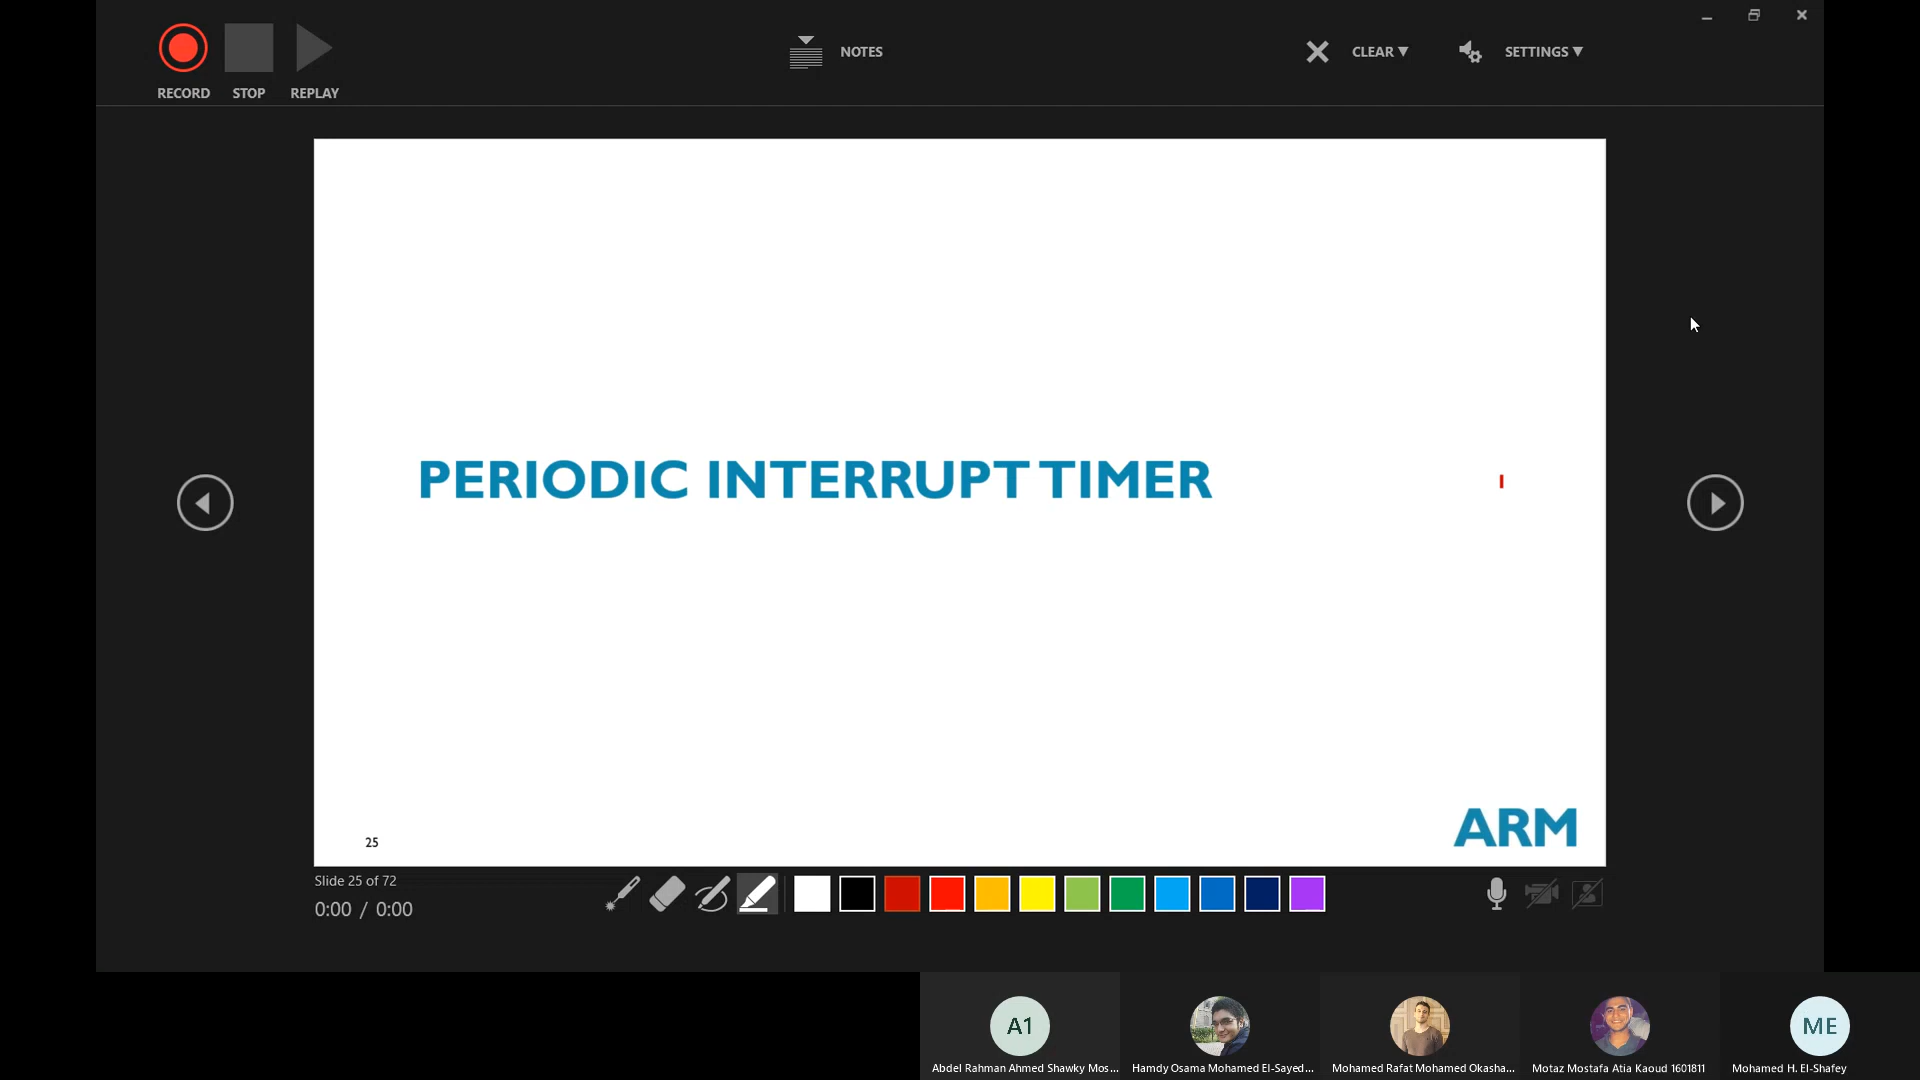 RECORD STOP REPLAY
NOTES
CLEAR
SETTINGS
PERIODIC INTERRUPT TIMER
25
ARM
Slide 25 of 72
0:00 / 0:00
A1
ME
Abdel Rahman Ahmed Shawky Mos...
Hamdy Osama Mohamed El-Sayed...
Mohamed Rafat Mohamed Okasha...
Motaz Mostafa Atia Kaoud 1601811
Mohamed H. El-Shafey